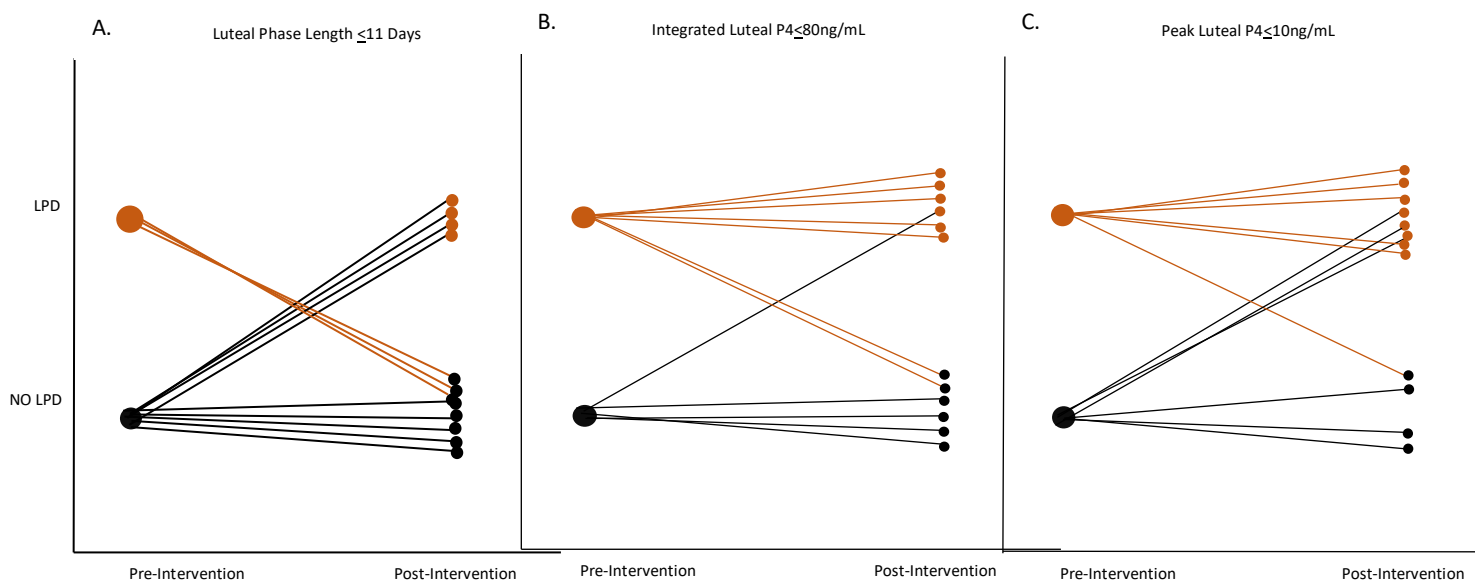 A.
Luteal Phase Length ≤11 Days
B.
Integrated Luteal P4≤80ng/mL
C.
Peak Luteal P4≤10ng/mL
LPD
NO LPD
Pre-Intervention
Post-Intervention
Pre-Intervention
Post-Intervention
Pre-Intervention
Post-Intervention